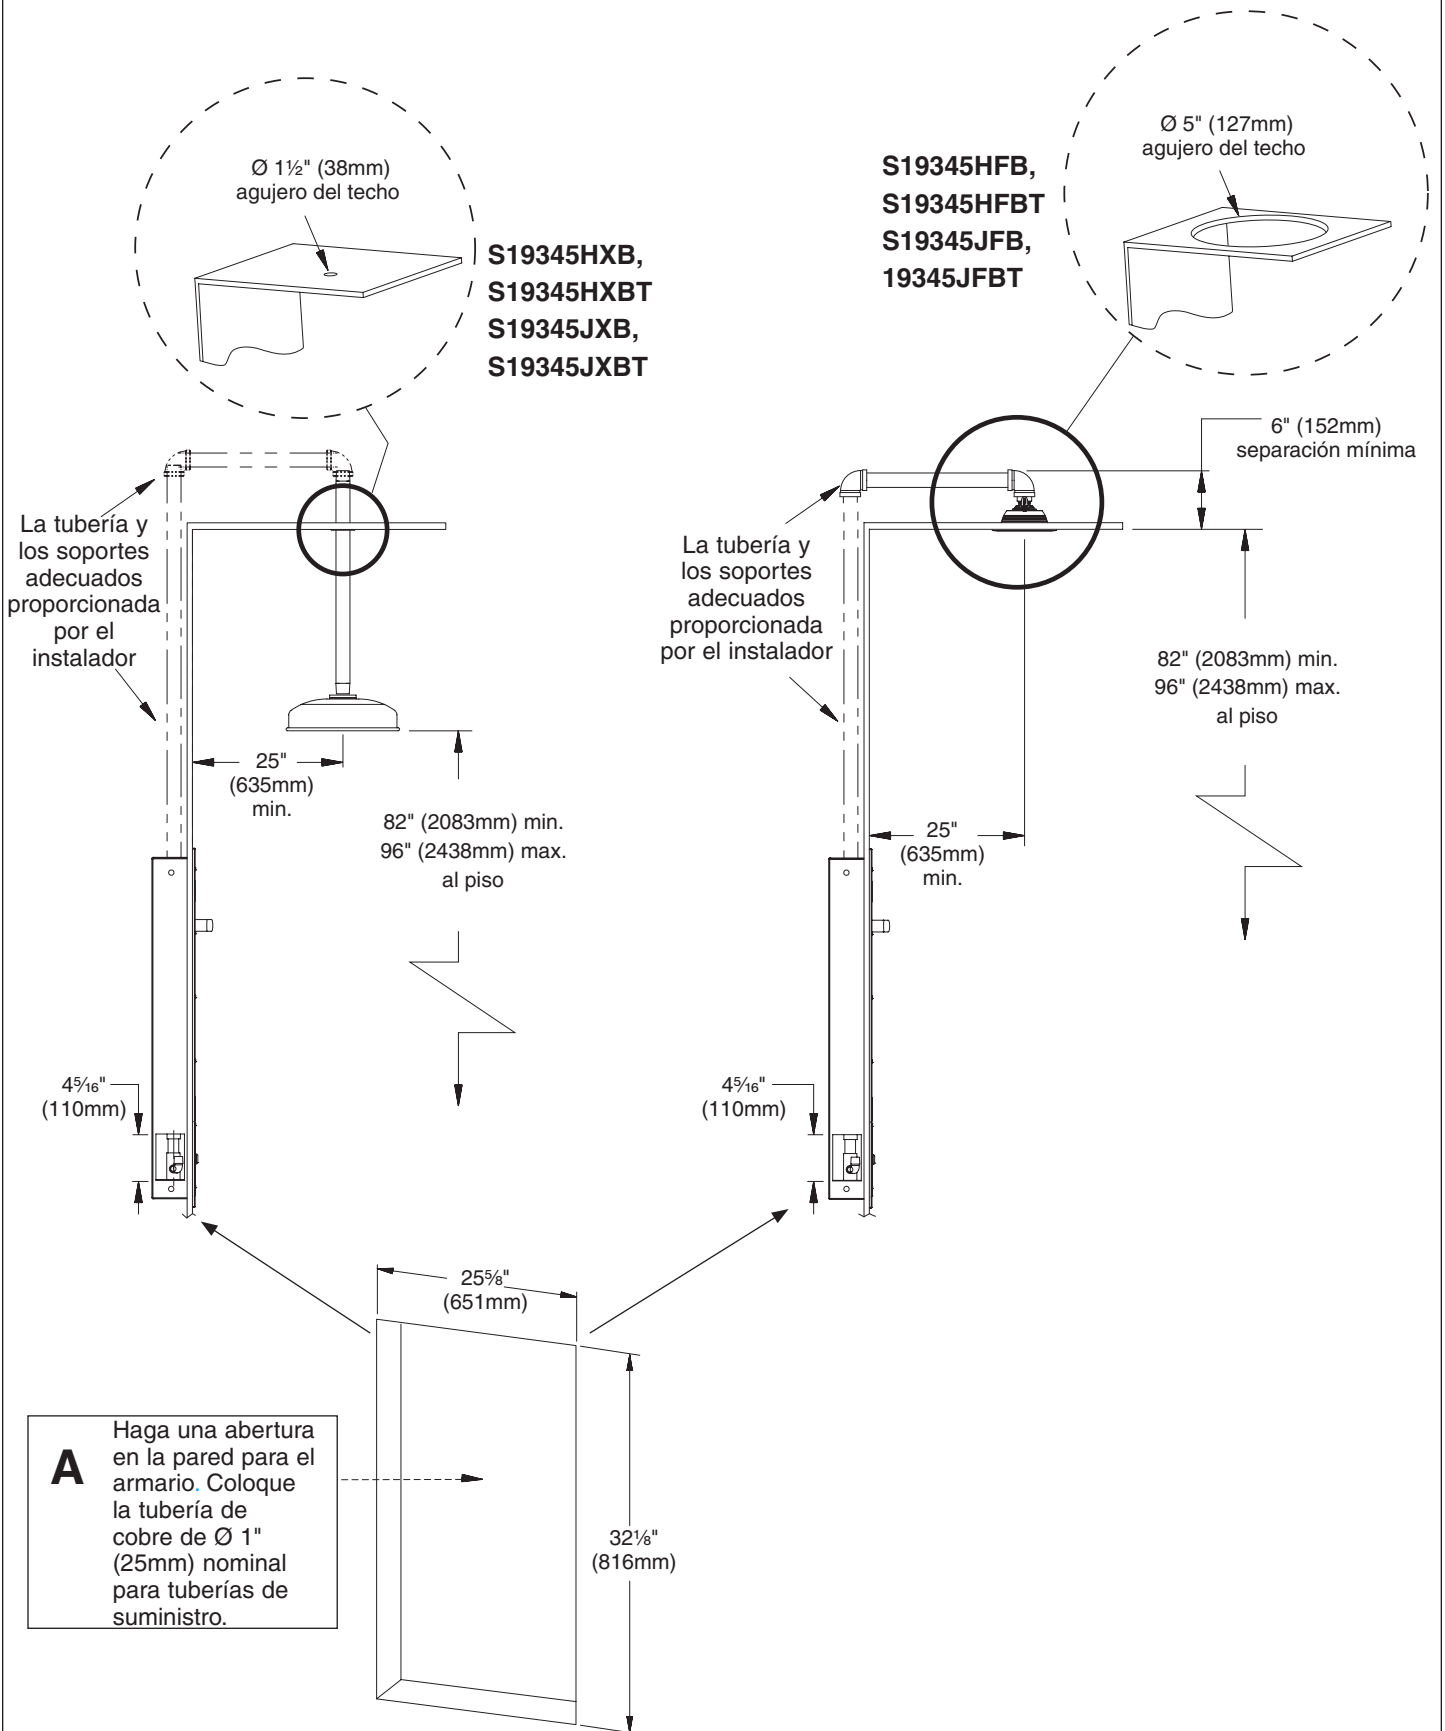 Ø 1½" (38mm)
agujero del techo
S19345HXB,
S19345HXBT
S19345JXB,
S19345JXBT
Ø 5" (127mm)
agujero del techo
S19345HFB,
S19345HFBT
S19345JFB,
19345JFBT
6" (152mm)
separación mínima
La tubería y
los soportes
adecuados
proporcionada
por el
instalador
La tubería y
los soportes
adecuados
proporcionada
por el instalador
25"
(635mm)
min.
82" (2083mm) min.
96" (2438mm) max.
al piso
82" (2083mm) min.
96" (2438mm) max.
al piso
25"
(635mm)
min.
4⁵⁄₁₆"
(110mm)
4⁵⁄₁₆"
(110mm)
25⅝"
(651mm)
32⅛"
(816mm)
A
Haga una abertura
en la pared para el
armario. Coloque
la tubería de
cobre de Ø 1"
(25mm) nominal
para tuberías de
suministro.